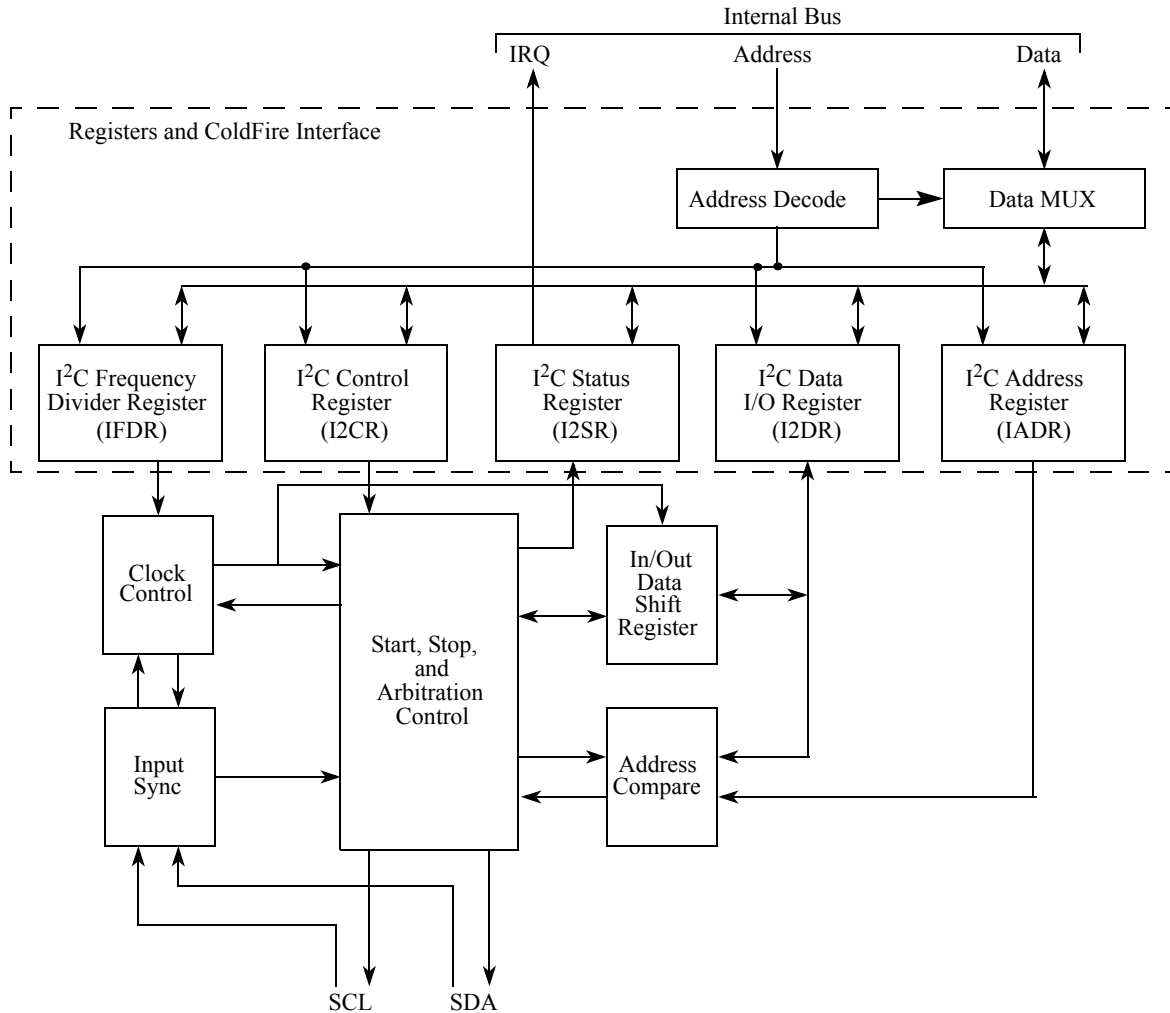 Internal Bus
IRQ
Address
Data
Registers and ColdFire Interface
Address Decode
Data MUX
I²C Frequency
Divider Register
(IFDR)
I²C Control
Register
(I2CR)
I²C Status
Register
(I2SR)
I²C Data
I/O Register
(I2DR)
I²C Address
Register
(IADR)
Clock
Control
Start, Stop,
and
Arbitration
Control
In/Out
Data
Shift
Register
Input
Sync
Address
Compare
SCL
SDA